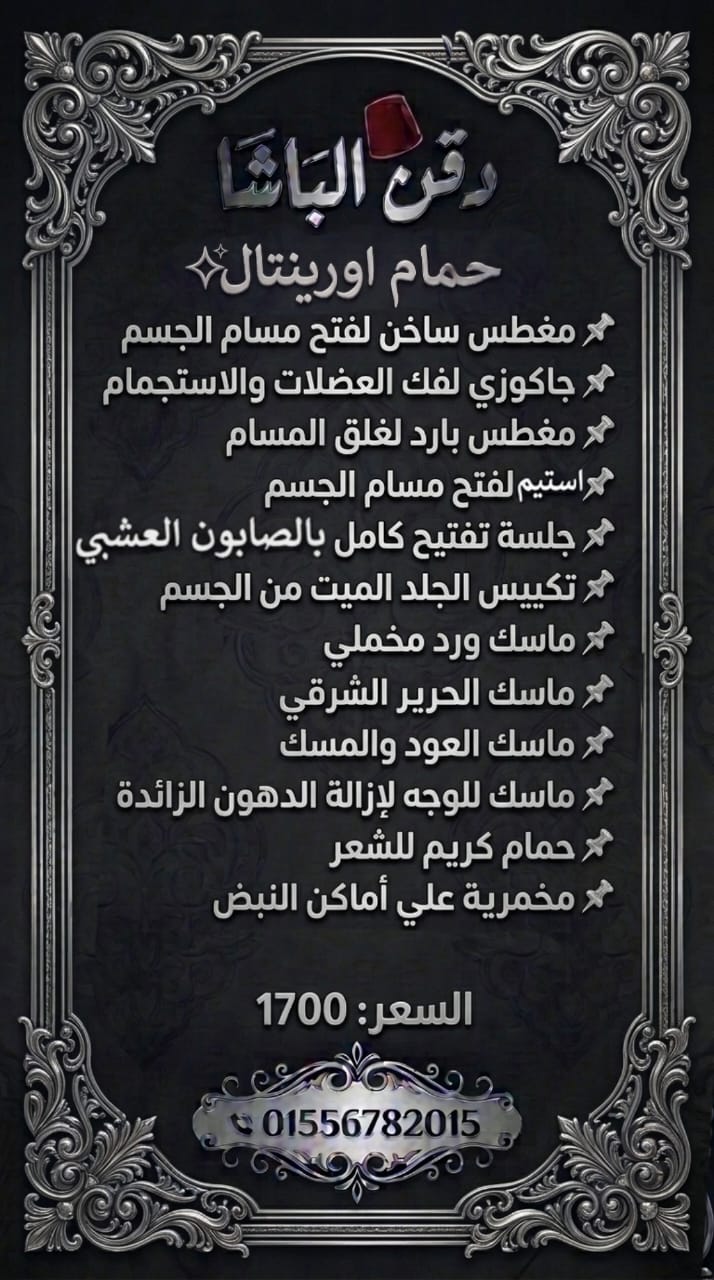 دقن البَاشَا
حمام اورينتال
مغطس ساخن لفتح مسام الجسم
جاكوزي لفك العضلات والاستجمام
مغطس بارد لغلق المسام
استيم لفتح مسام الجسم
جلسة تفتيح كامل بالصابون العشبي
تكييس الجلد الميت من الجسم
ماسك ورد مخملي
ماسك الحرير الشرقي
ماسك العود والمسك
ماسك للوجه لإزالة الدهون الزائدة
حمام كريم للشعر
مخمرية علي أماكن النبض
السعر: 1700
01556782015